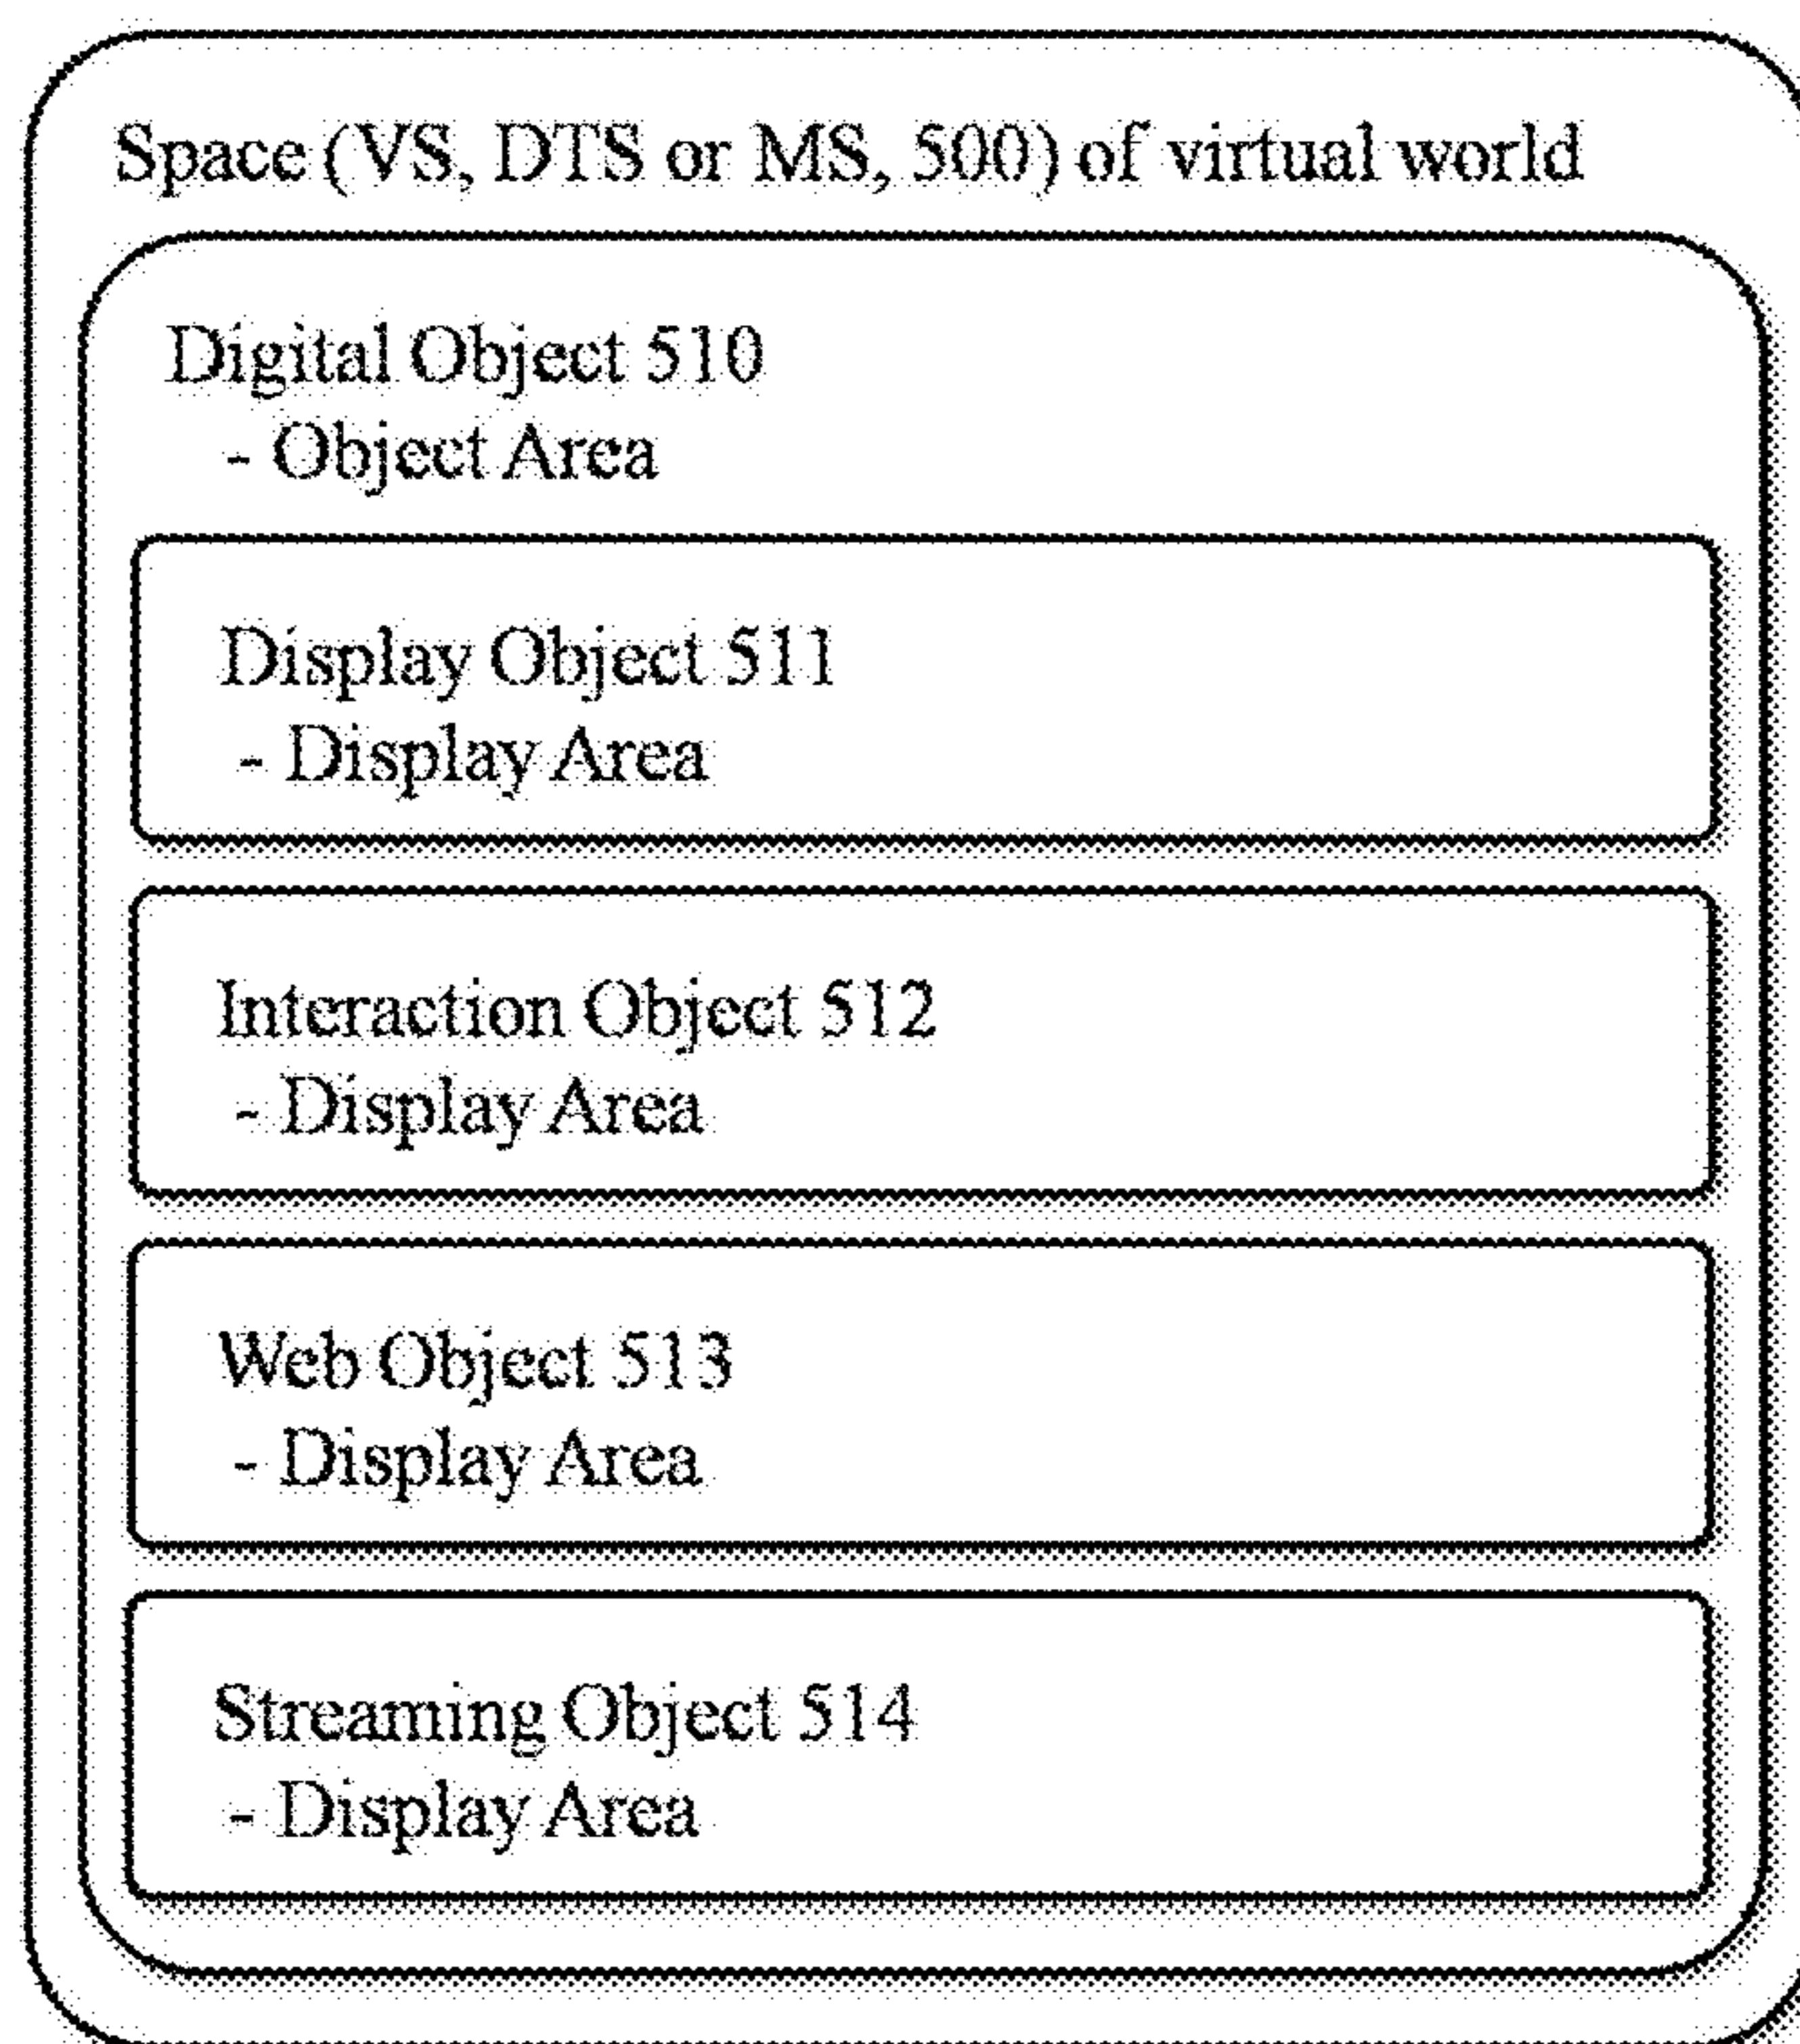 Space (VS, DTS or MS, 500) of virtual world
Digital Object 510
- Object Area
Display Object 511
- Display Area
Interaction Object 512
- Display Area
Web Object 513
- Display Area
Streaming Object 514
- Display Area